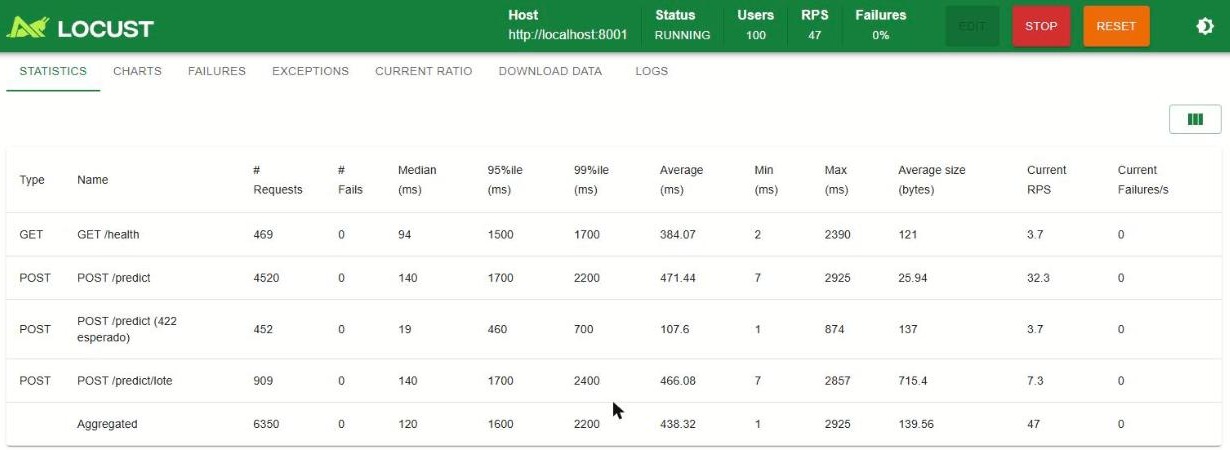 LOCUST
Host Status Users RPS Failures
http://localhost:8001 RUNNING 100 47 0%
EDIT STOP RESET
STATISTICS CHARTS FAILURES EXCEPTIONS CURRENT RATIO DOWNLOAD DATA LOGS
Type Name # Requests # Fails Median (ms) 95%ile (ms) 99%ile (ms) Average (ms) Min (ms) Max (ms) Average size (bytes) Current RPS Current Failures/s
GET GET /health 469 0 94 1500 1700 384.07 2 2390 121 3.7 0
POST POST /predict 4520 0 140 1700 2200 471.44 7 2925 25.94 32.3 0
POST POST /predict (422 esperado) 452 0 19 460 700 107.6 1 874 137 3.7 0
POST POST /predict/lote 909 0 140 1700 2400 466.08 7 2857 715.4 7.3 0
Aggregated 6350 0 120 1600 2200 438.32 1 2925 139.56 47 0